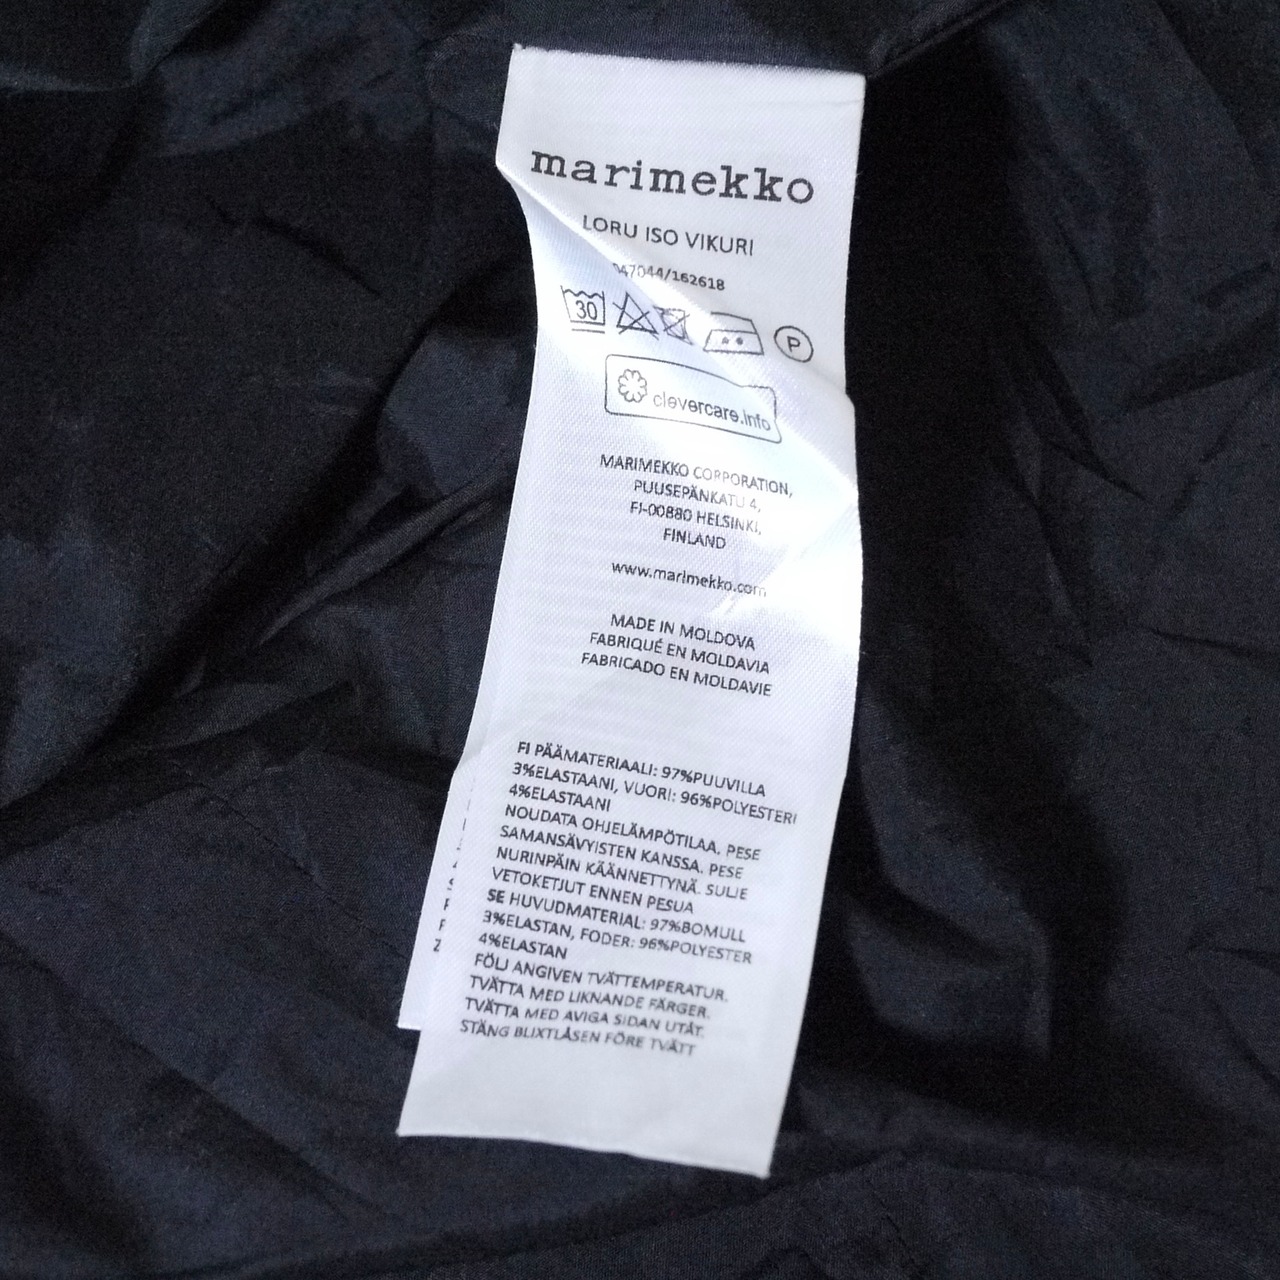 marimekko
LORU ISO VIKURI
047044/162618
30
P
clevercare.info
MARIMEKKO CORPORATION,
PUUSEPÄNKATU 4,
FI-00880 HELSINKI,
FINLAND
www.marimekko.com
MADE IN MOLDOVA
FABRIQUÉ EN MOLDAVIA
FABRICADO EN MOLDAVIE
FI PÄÄMATERIAALI: 97%PUUVILLA
3%ELASTAANI, VUORI: 96%POLYESTERI
4%ELASTAANI
NOUDATA OHJELÄMPÖTILAA. PESE
SAMANSÄVYISTEN KANSSA. PESE
NURINPÄIN KÄÄNNETTYNÄ. SULJE
VETOKETJUT ENNEN PESUA
SE HUVUDMATERIAL: 97%BOMULL
3%ELASTAN, FODER: 96%POLYESTER
4%ELASTAN
FÖLJ ANGIVEN TVÄTTEMPERATUR.
TVÄTTA MED LIKNANDE FÄRGER.
TVÄTTA MED AVIGA SIDAN UTÅT.
STÄNG BLIXTLÅSEN FÖRE TVÄTT